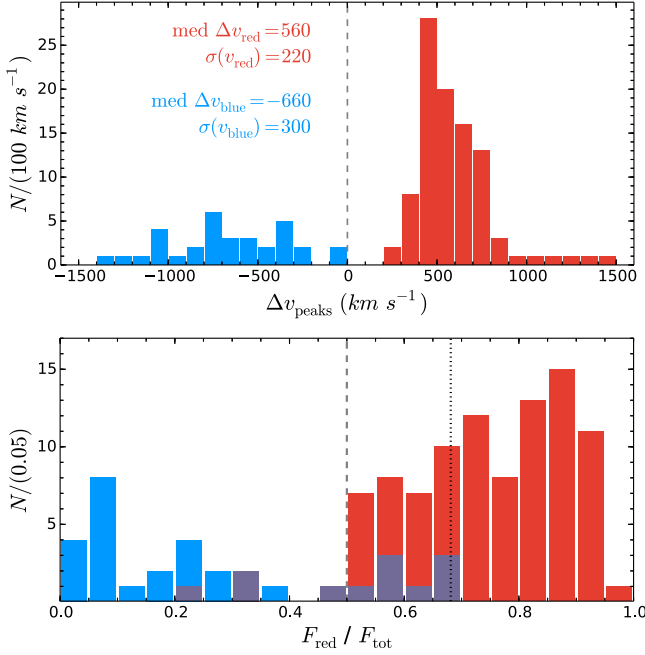 med Δv_red=560
σ(v_red)=220
med Δv_blue=−660
σ(v_blue)=300
N/(100 km s⁻¹)
25
20
15
10
5
0
−1500 −1000 −500 0 500 1000 1500
Δv_peaks (km s⁻¹)
N/(0.05)
15
10
5
0.0 0.2 0.4 0.6 0.8 1.0
F_red / F_tot